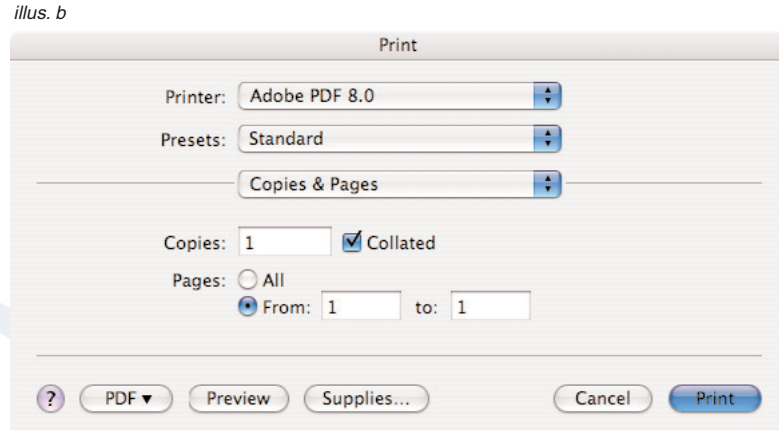 illus. b
Print
Printer: Adobe PDF 8.0
Presets: Standard
Copies & Pages
Copies: 1 Collated
Pages: All
From: 1 to: 1
? PDF ▾ Preview Supplies... Cancel Print